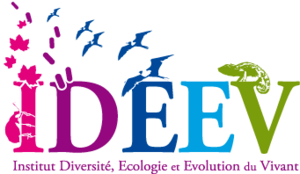 IDEEV
Institut Diversité, Ecologie et Evolution du Vivant